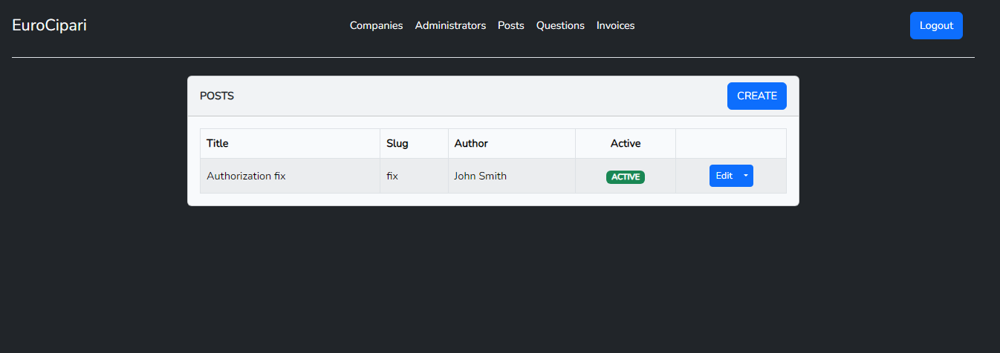 EuroCipari Companies Administrators Posts Questions Invoices Logout
POSTS CREATE
Title Slug Author Active
Authorization fix fix John Smith ACTIVE Edit